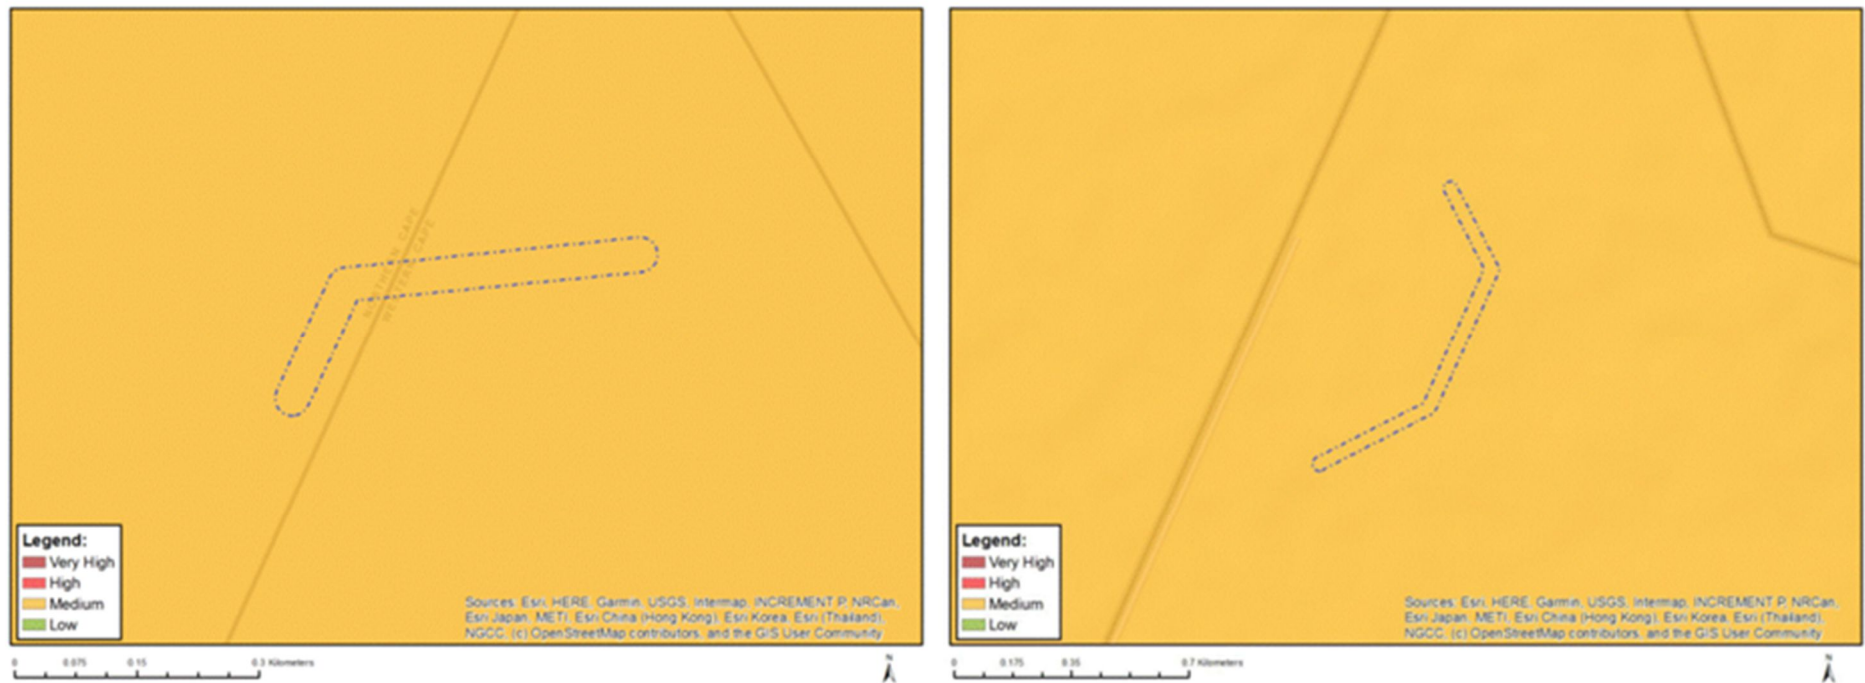 NORTHERN CAPE
WESTERN CAPE
Legend:
Very High
High
Medium
Low
Sources: Esri, HERE, Garmin, USGS, Intermap, INCREMENT P, NRCan,
Esri Japan, METI, Esri China (Hong Kong), Esri Korea, Esri (Thailand),
NGCC, (c) OpenStreetMap contributors, and the GIS User Community
0 0.075 0.15 0.3 Kilometers
N
Legend:
Very High
High
Medium
Low
Sources: Esri, HERE, Garmin, USGS, Intermap, INCREMENT P, NRCan,
Esri Japan, METI, Esri China (Hong Kong), Esri Korea, Esri (Thailand),
NGCC, (c) OpenStreetMap contributors, and the GIS User Community
0 0.175 0.35 0.7 Kilometers
N